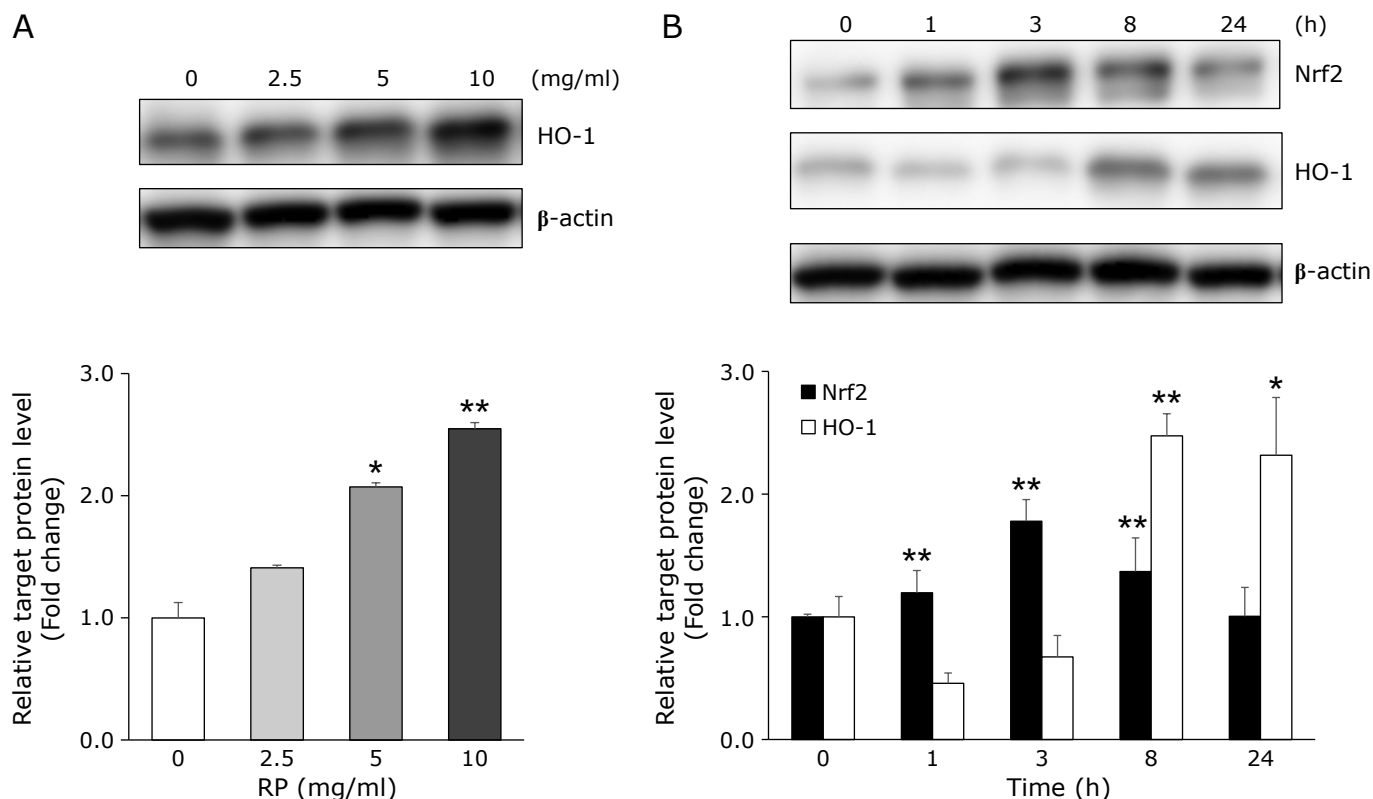 A
0 2.5 5 10 (mg/ml)
HO-1
β-actin
Relative target protein level
(Fold change)
3.0
2.0
1.0
0.0
*
**
0 2.5 5 10
RP (mg/ml)
B
0 1 3 8 24 (h)
Nrf2
HO-1
β-actin
Relative target protein level
(Fold change)
3.0
2.0
1.0
0.0
Nrf2
HO-1
**
**
**
**
*
0 1 3 8 24
Time (h)